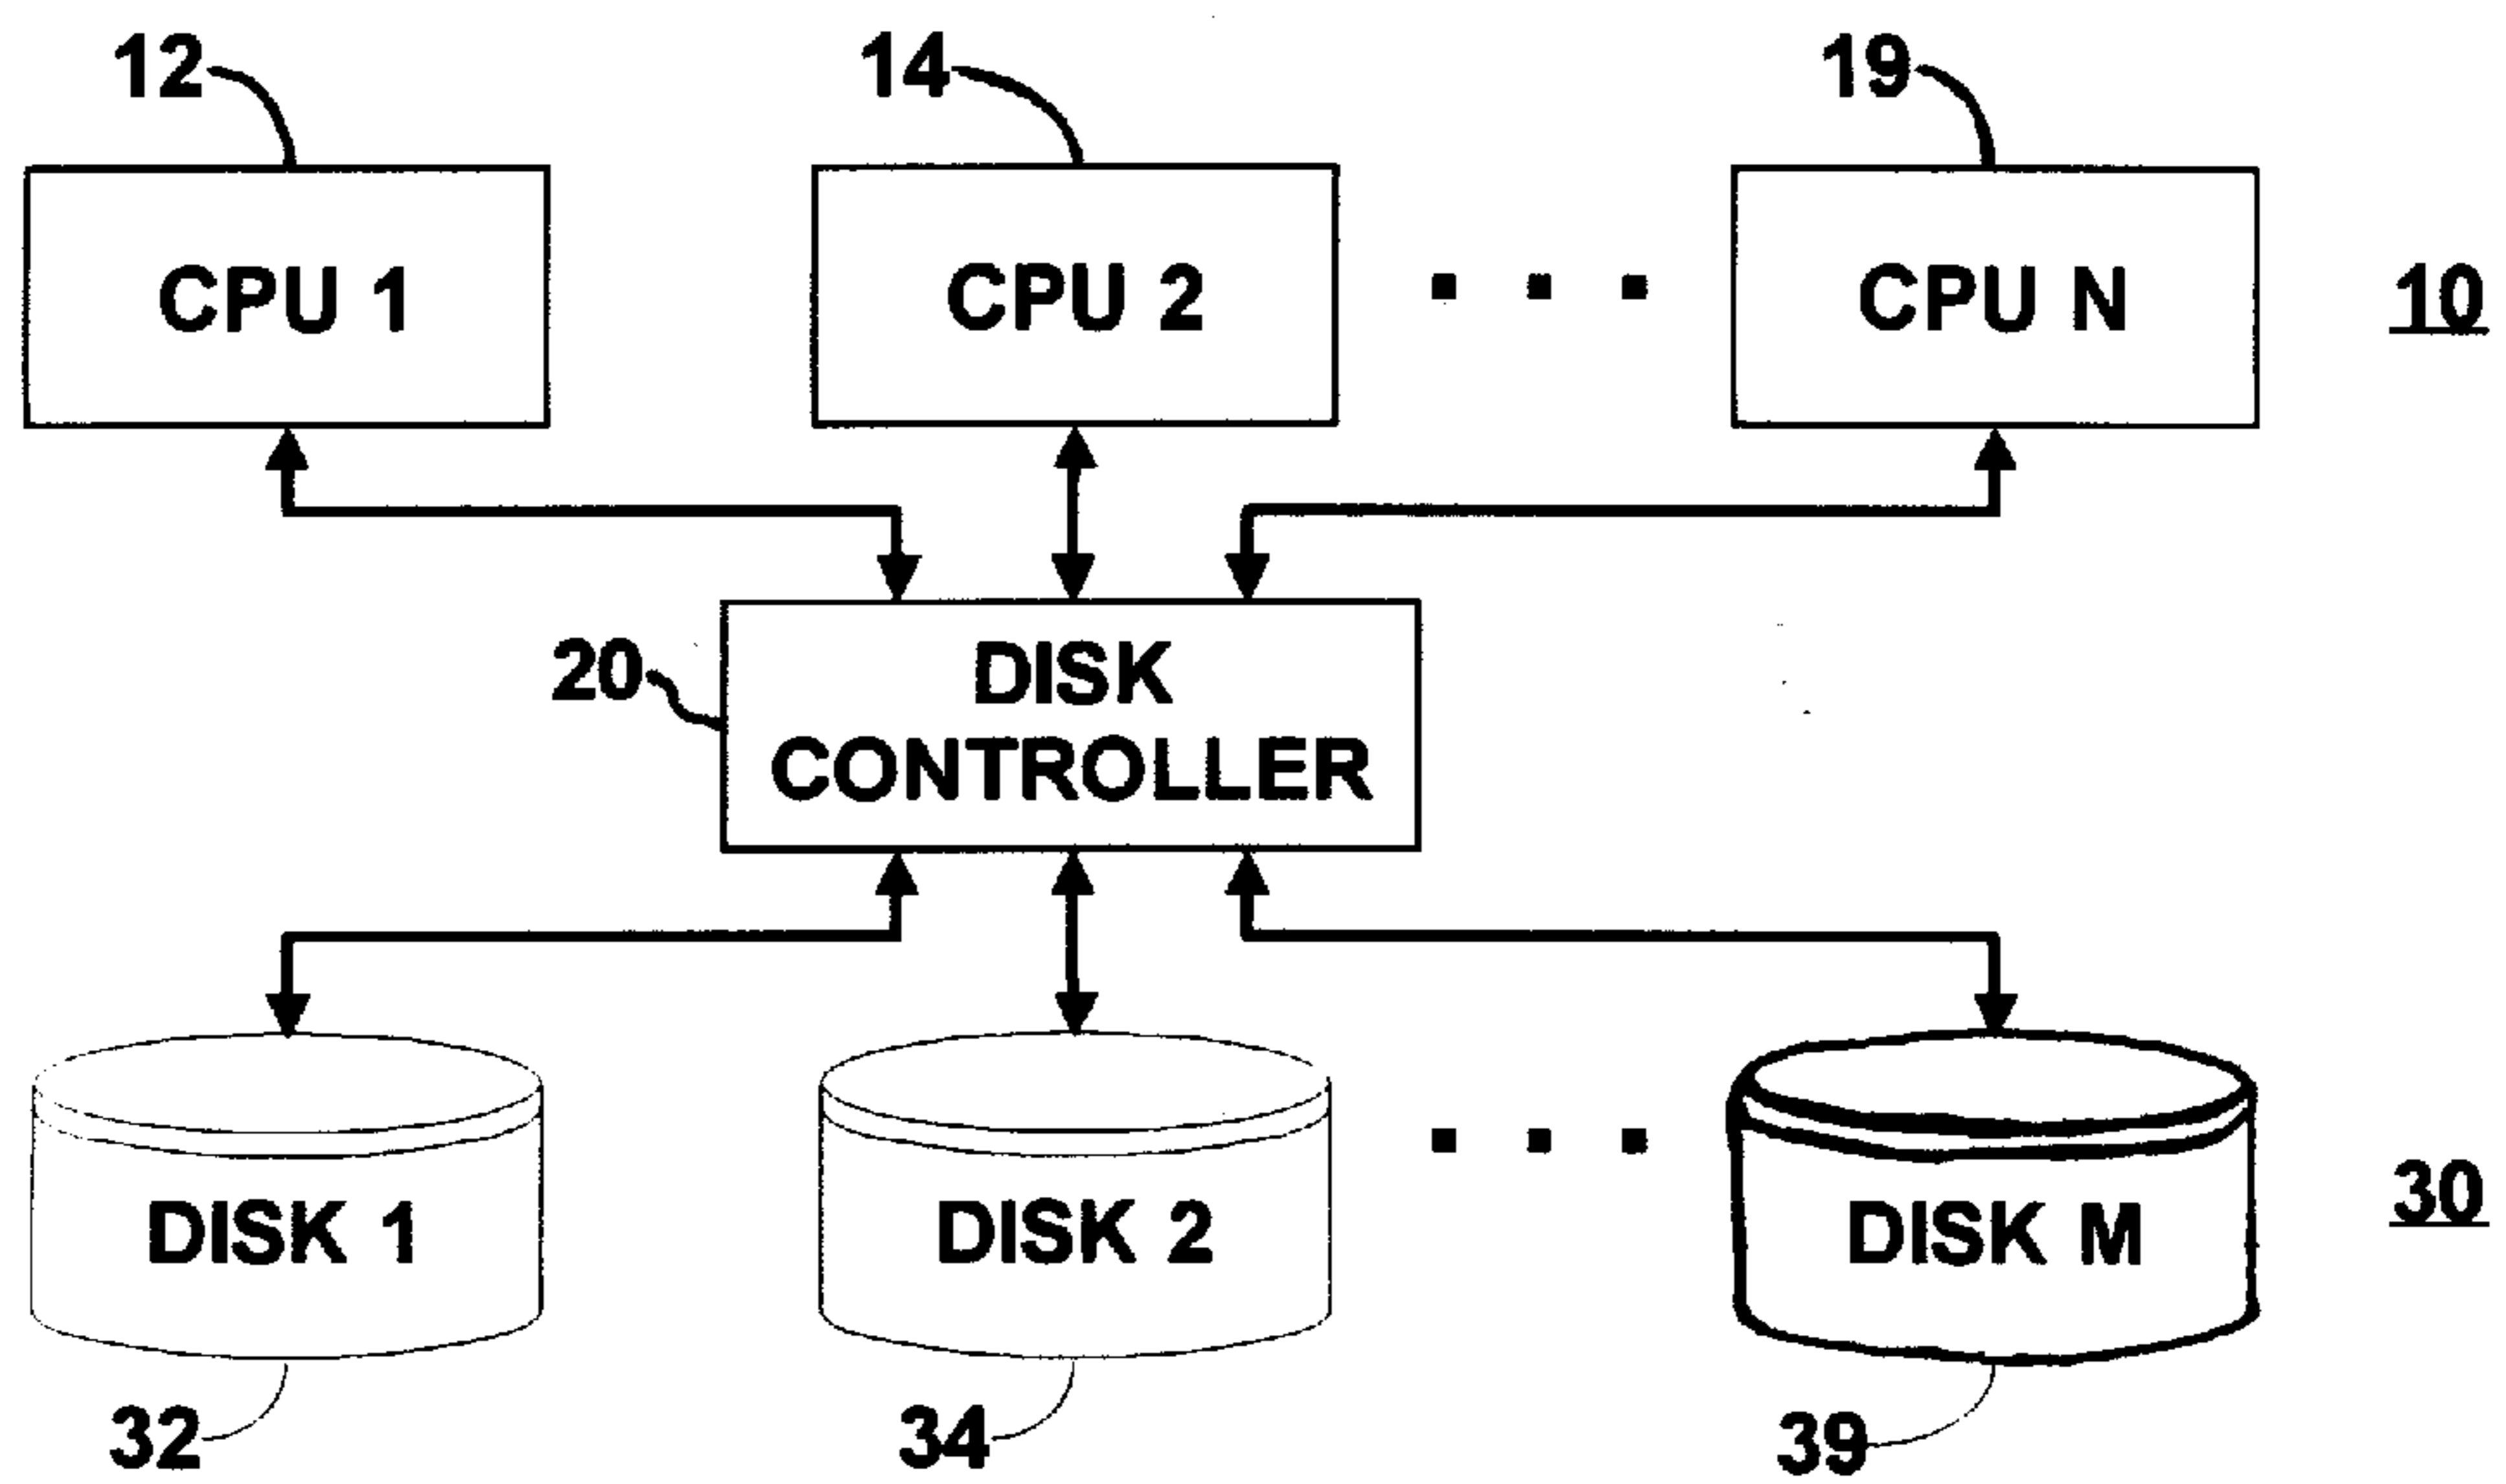 12
14
19
CPU 1
CPU 2
CPU N
10
20
DISK
CONTROLLER
DISK 1
DISK 2
DISK M
30
32
34
39